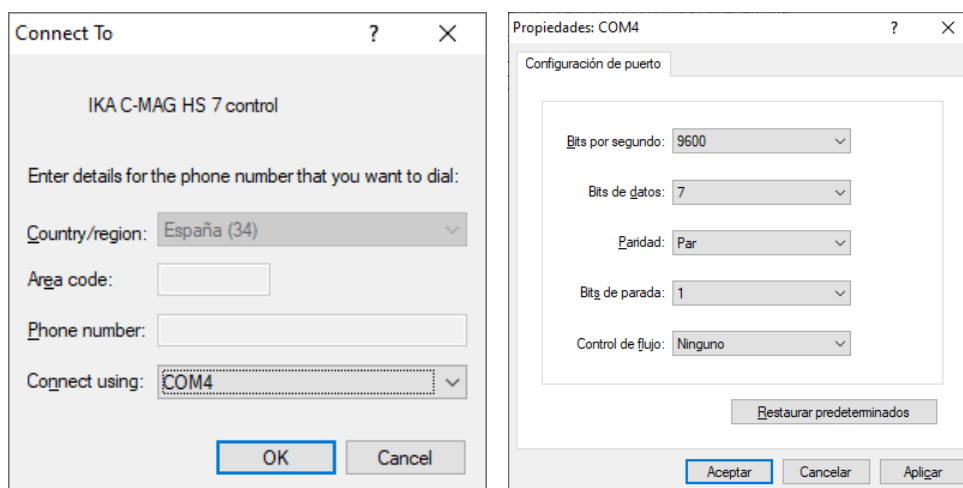 Connect To
?
IKA C-MAG HS 7 control
Enter details for the phone number that you want to dial:
Country/region: España (34)
Area code:
Phone number:
Connect using: COM4
OK Cancel
Propiedades: COM4
?
Configuración de puerto
Bits por segundo: 9600
Bits de datos: 7
Paridad: Par
Bits de parada: 1
Control de flujo: Ninguno
Restaurar predeterminados
Aceptar Cancelar Aplicar